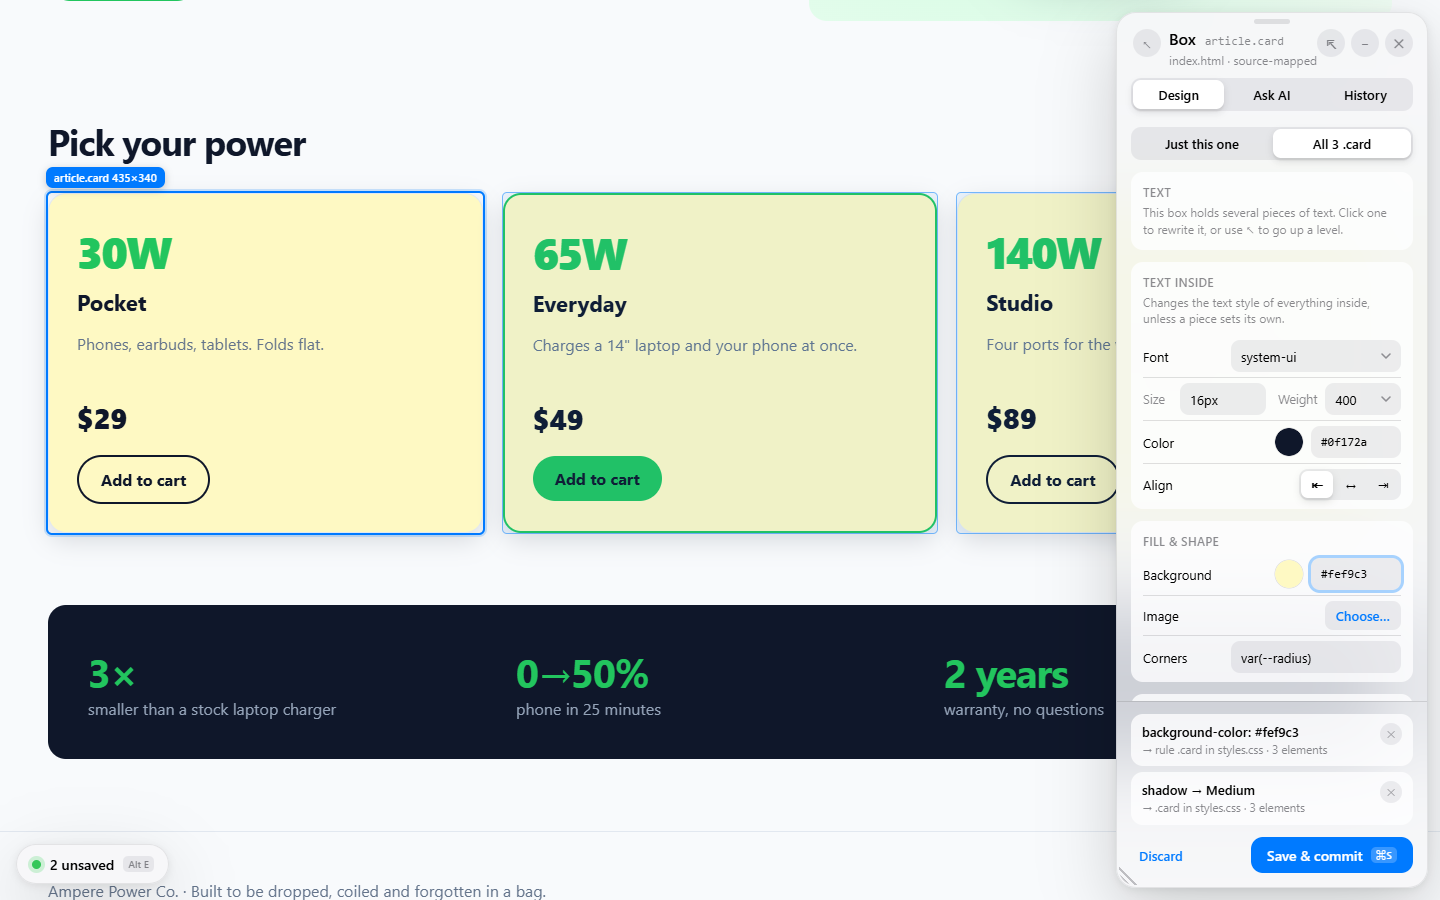 Pick your power
article.card 435×340
30W
Pocket
Phones, earbuds, tablets. Folds flat.
$29
Add to cart
65W
Everyday
Charges a 14" laptop and your phone at once.
$49
Add to cart
140W
Studio
Four ports for the
$89
Add to cart
3×
smaller than a stock laptop charger
0→50%
phone in 25 minutes
2 years
warranty, no questions
2 unsaved Alt E
Ampere Power Co. · Built to be dropped, coiled and forgotten in a bag.
Box article.card
index.html · source-mapped
Design Ask AI History
Just this one All 3 .card
TEXT
This box holds several pieces of text. Click one
to rewrite it, or use ↖ to go up a level.
TEXT INSIDE
Changes the text style of everything inside,
unless a piece sets its own.
Font system-ui
Size 16px Weight 400
Color #0f172a
Align
FILL & SHAPE
Background #fef9c3
Image Choose...
Corners var(--radius)
background-color: #fef9c3
→ rule .card in styles.css · 3 elements
shadow → Medium
→ .card in styles.css · 3 elements
Discard Save & commit ⌘S